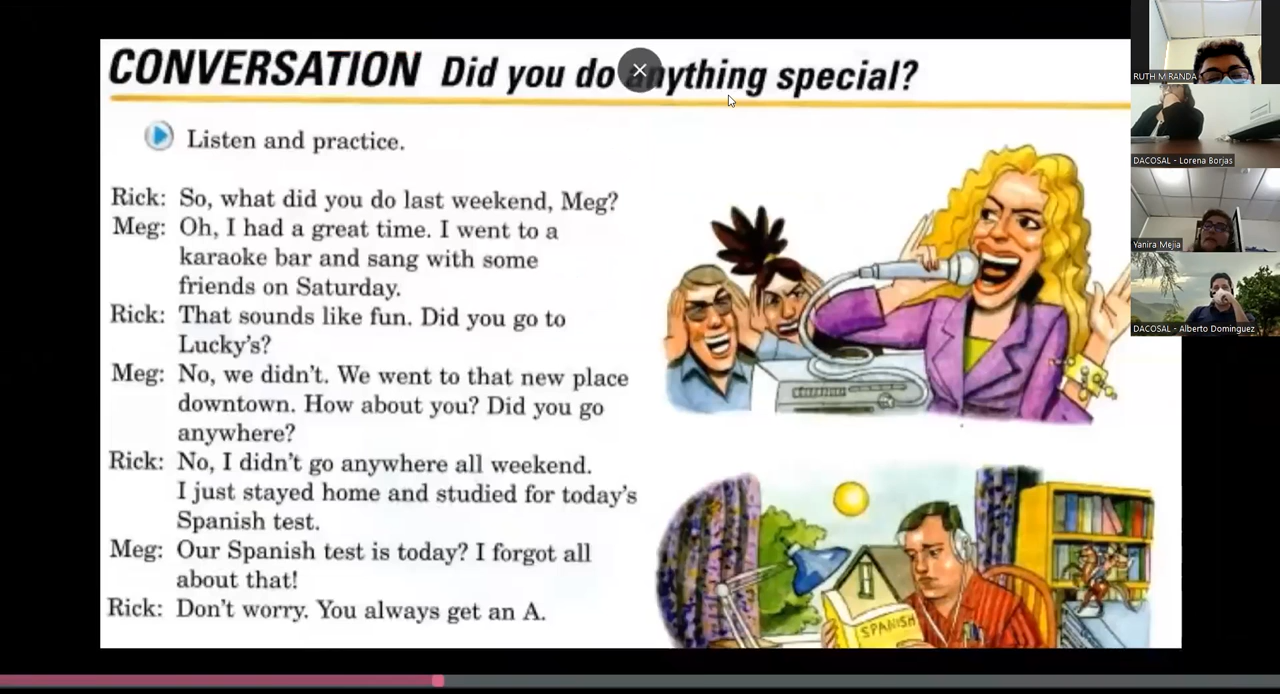 CONVERSATION Did you do anything special?
Listen and practice.
Rick: So, what did you do last weekend, Meg?
Meg: Oh, I had a great time. I went to a
karaoke bar and sang with some
friends on Saturday.
Rick: That sounds like fun. Did you go to
Lucky's?
Meg: No, we didn't. We went to that new place
downtown. How about you? Did you go
anywhere?
Rick: No, I didn't go anywhere all weekend.
I just stayed home and studied for today's
Spanish test.
Meg: Our Spanish test is today? I forgot all
about that!
Rick: Don't worry. You always get an A.
SPANISH
RUTH M RANDA
DACOSAL - Lorena Borjas
Yanira Mejia
DACOSAL - Alberto Dominguez